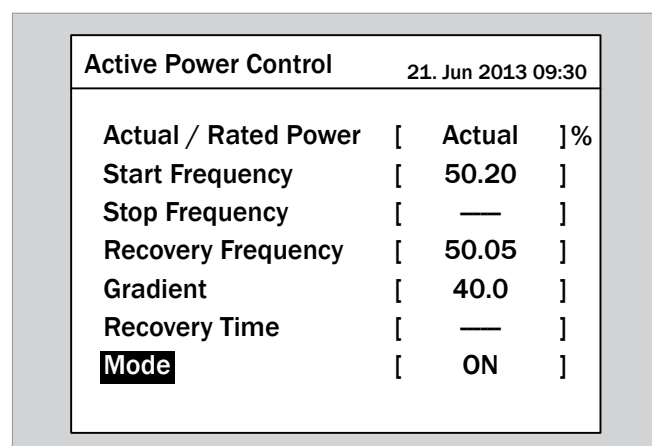 Active Power Control 21. Jun 2013 09:30
Actual / Rated Power [ Actual ]%
Start Frequency [ 50.20 ]
Stop Frequency [ — ]
Recovery Frequency [ 50.05 ]
Gradient [ 40.0 ]
Recovery Time [ — ]
Mode [ ON ]